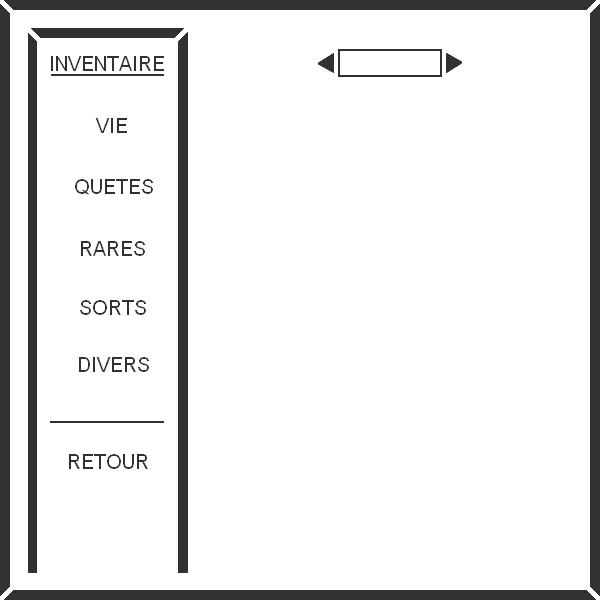 INVENTAIRE
VIE
QUETES
RARES
SORTS
DIVERS
RETOUR